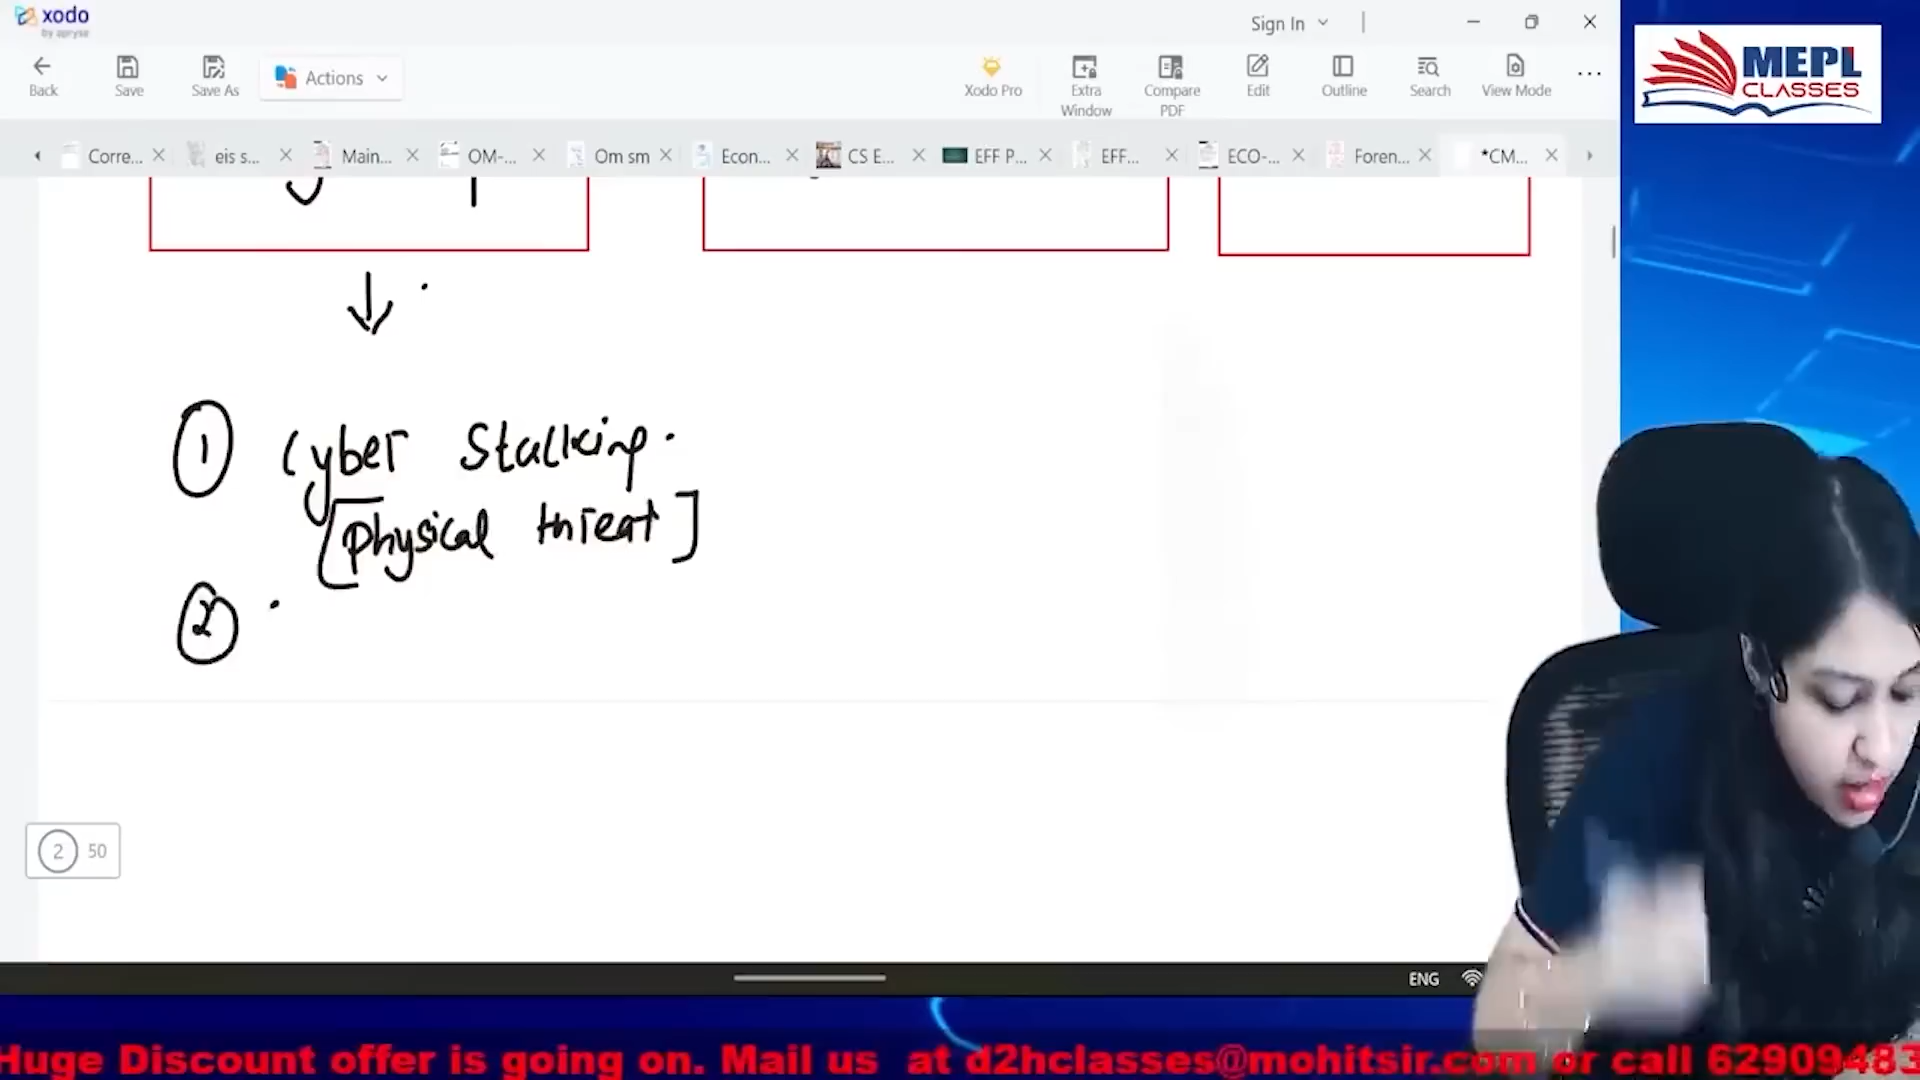 xodo
by apryse
Sign In
Back
Save
Save As
Actions
Xodo Pro
Extra Window
Compare PDF
Edit
Outline
Search
View Mode
MEPL
CLASSES
Corre...
eis s...
Main...
OM-...
Om sm
Econ...
CS E...
EFF P...
EFF...
ECO-...
Foren...
*CM...
1 Cyber Stalking.
[Physical threat]
2
2 50
ENG
Huge Discount offer is going on. Mail us at d2hclasses@mohitsir.com or call 62909483